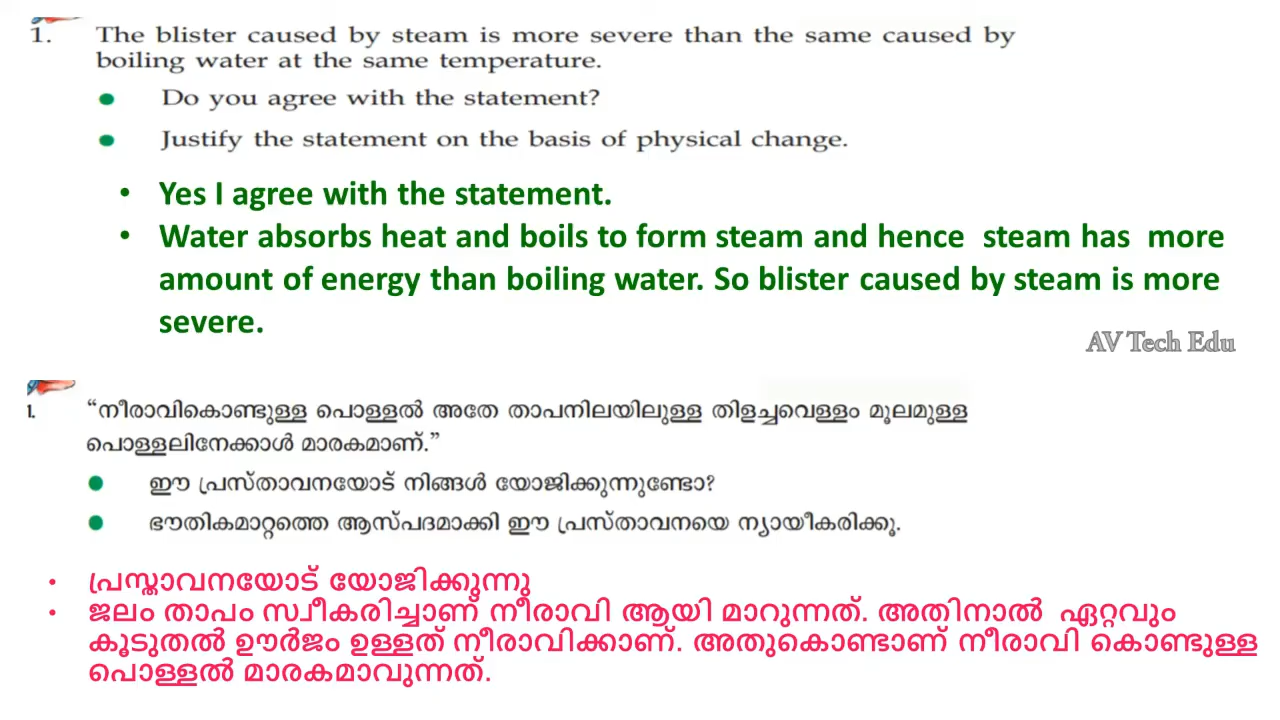 1. The blister caused by steam is more severe than the same caused by
boiling water at the same temperature.
● Do you agree with the statement?
● Justify the statement on the basis of physical change.
• Yes I agree with the statement.
• Water absorbs heat and boils to form steam and hence steam has more
amount of energy than boiling water. So blister caused by steam is more
severe.
AV Tech Edu
1. “നീരാവികൊണ്ടുള്ള പൊള്ളൽ അതേ താപനിലയിലുള്ള തിളച്ചവെള്ളം മൂലമുള്ള
പൊള്ളലിനേക്കാൾ മാരകമാണ്.”
● ഈ പ്രസ്താവനയോട് നിങ്ങൾ യോജിക്കുന്നുണ്ടോ?
● ഭൗതികമാറ്റത്തെ ആസ്പദമാക്കി ഈ പ്രസ്താവനയെ ന്യായീകരിക്കൂ.
• പ്രസ്താവനയോട് യോജിക്കുന്നു
• ജലം താപം സ്വീകരിച്ചാണ് നീരാവി ആയി മാറുന്നത്. അതിനാൽ ഏറ്റവും
കൂടുതൽ ഊർജം ഉള്ളത് നീരാവിക്കാണ്. അതുകൊണ്ടാണ് നീരാവി കൊണ്ടുള്ള
പൊള്ളൽ മാരകമാവുന്നത്.